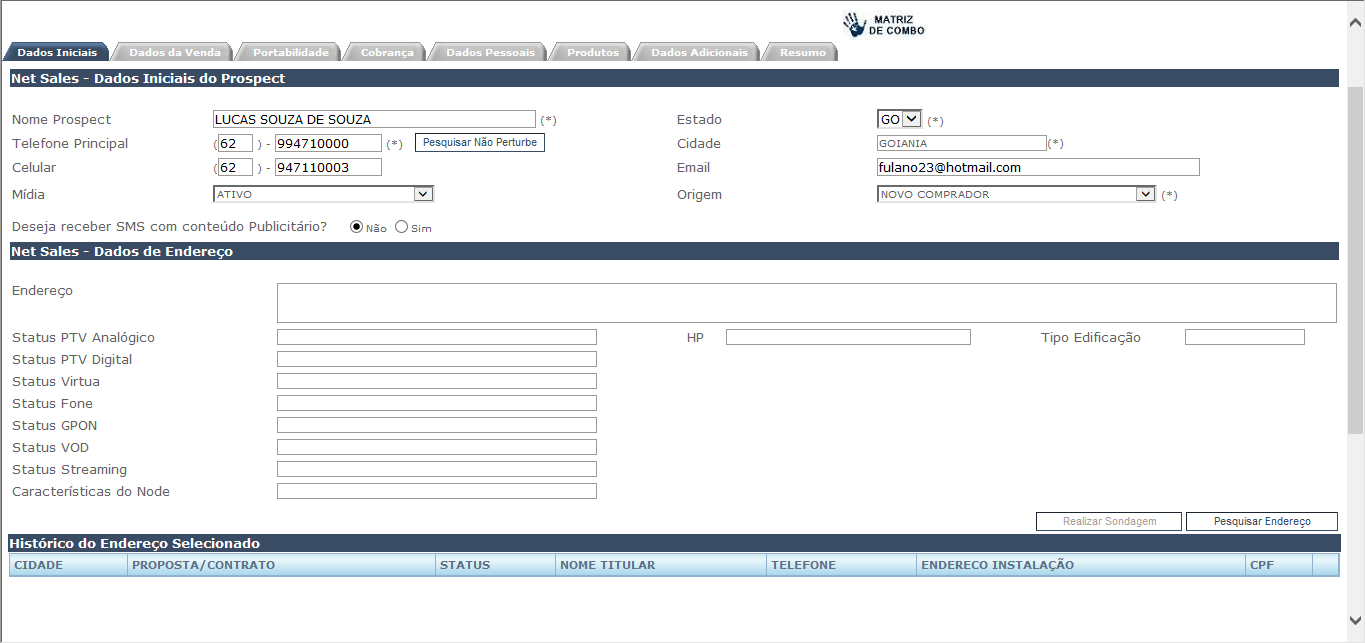 MATRIZ
DE COMBO
Dados Iniciais Dados da Venda Portabilidade Cobrança Dados Pessoais Produtos Dados Adicionais Resumo
Net Sales - Dados Iniciais do Prospect
Nome Prospect LUCAS SOUZA DE SOUZA (*) Estado GO (*)
Telefone Principal (62) - 994710000 (*) Pesquisar Não Perturbe Cidade GOIANIA (*)
Celular (62) - 947110003 Email fulano23@hotmail.com
Mídia ATIVO Origem NOVO COMPRADOR (*)
Deseja receber SMS com conteúdo Publicitário? Não Sim
Net Sales - Dados de Endereço
Endereço
Status PTV Analógico HP Tipo Edificação
Status PTV Digital
Status Virtua
Status Fone
Status GPON
Status VOD
Status Streaming
Características do Node
Realizar Sondagem Pesquisar Endereço
Histórico do Endereço Selecionado
CIDADE PROPOSTA/CONTRATO STATUS NOME TITULAR TELEFONE ENDERECO INSTALAÇÃO CPF